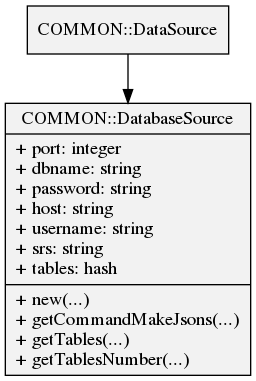 COMMON::DataSource
COMMON::DatabaseSource
+ port: integer
+ dbname: string
+ password: string
+ host: string
+ username: string
+ srs: string
+ tables: hash
+ new(...)
+ getCommandMakeJsons(...)
+ getTables(...)
+ getTablesNumber(...)